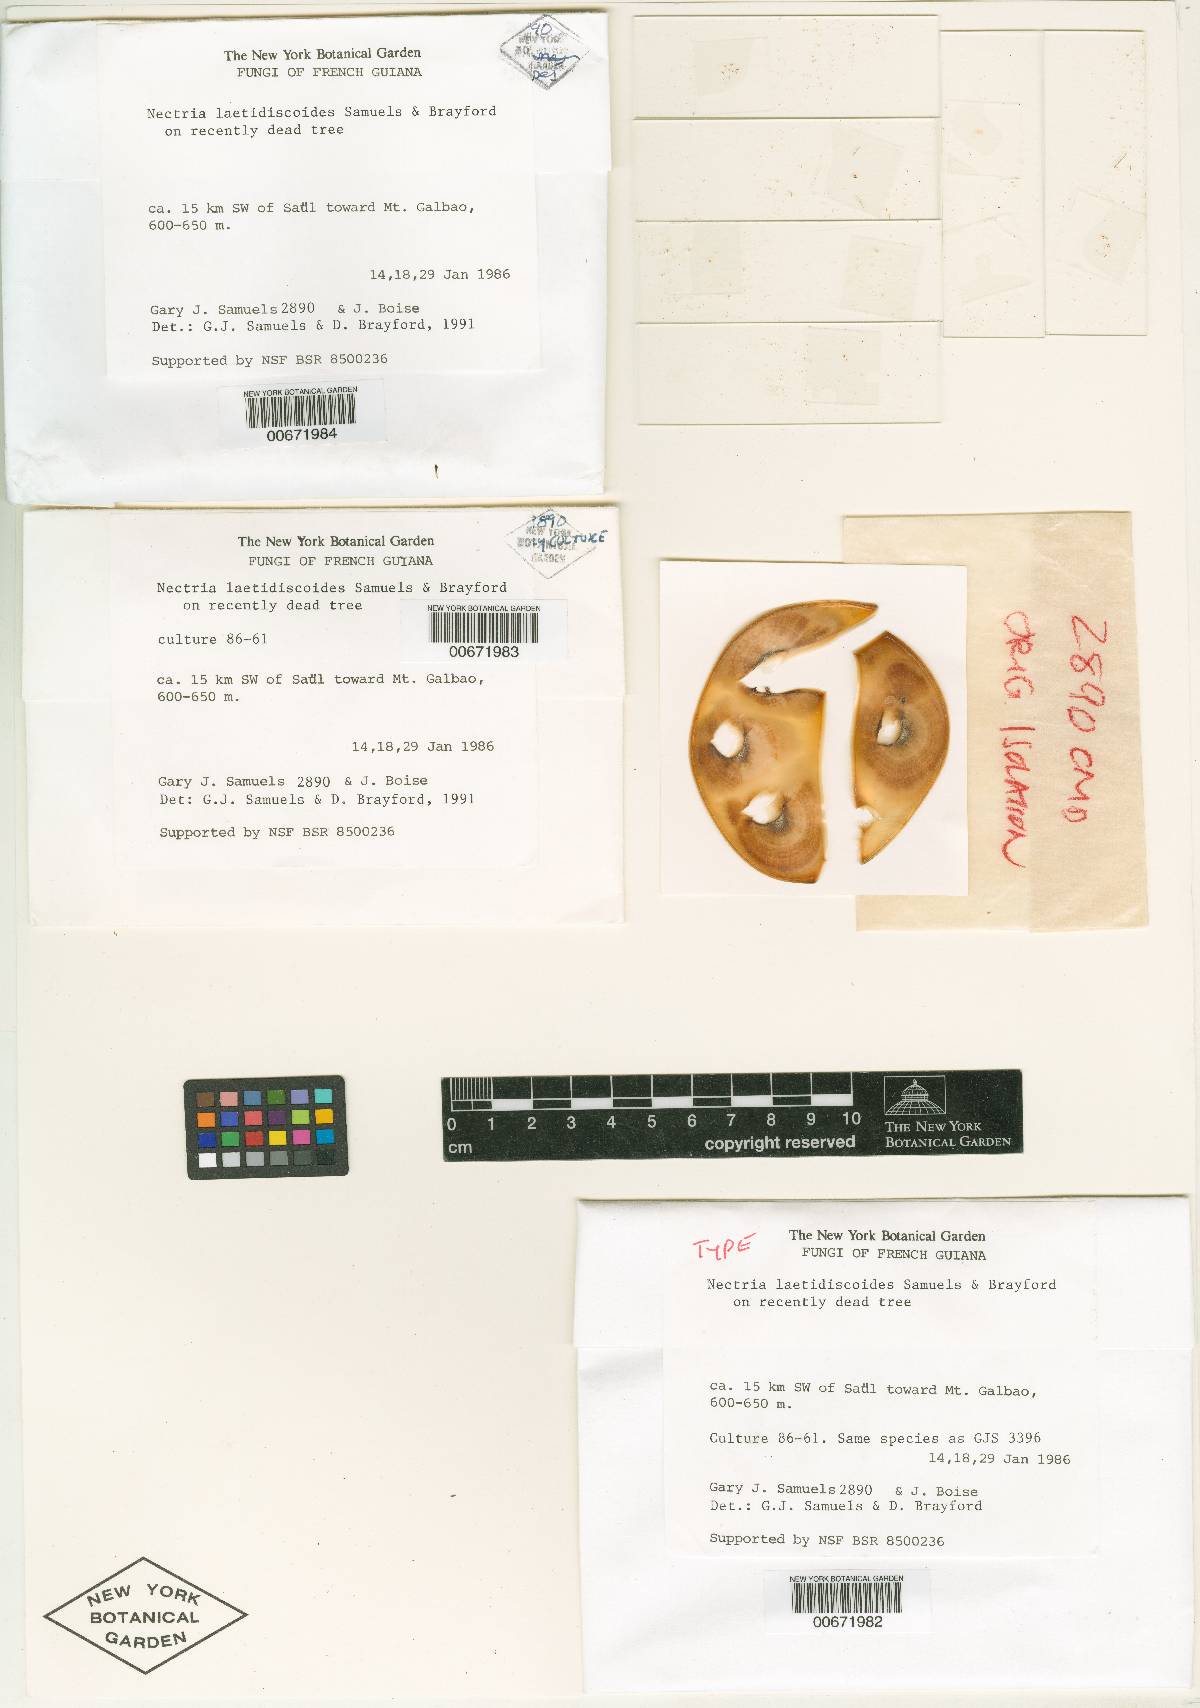 The New York Botanical Garden
FUNGI OF FRENCH GUIANA
Nectria laetidiscoides Samuels & Brayford
on recently dead tree
ca. 15 km SW of Saül toward Mt. Galbao,
600-650 m.
14,18,29 Jan 1986
Gary J. Samuels 2890 & J. Boise
Det.: G.J. Samuels & D. Brayford, 1991
Supported by NSF BSR 8500236
NEW YORK BOTANICAL GARDEN
00671984
2890
CULTURE
The New York Botanical Garden
FUNGI OF FRENCH GUIANA
Nectria laetidiscoides Samuels & Brayford
on recently dead tree
NEW YORK BOTANICAL GARDEN
00671983
culture 86-61
ca. 15 km SW of Saül toward Mt. Galbao,
600-650 m.
14,18,29 Jan 1986
Gary J. Samuels 2890 & J. Boise
Det: G.J. Samuels & D. Brayford, 1991
Supported by NSF BSR 8500236
2890 CMD
ORIG ISOLATION
0 1 2 3 4 5 6 7 8 9 10
cm
copyright reserved
THE NEW YORK
BOTANICAL GARDEN
TYPE
The New York Botanical Garden
FUNGI OF FRENCH GUIANA
Nectria laetidiscoides Samuels & Brayford
on recently dead tree
ca. 15 km SW of Saül toward Mt. Galbao,
600-650 m.
Culture 86-61. Same species as GJS 3396
14,18,29 Jan 1986
Gary J. Samuels 2890 & J. Boise
Det.: G.J. Samuels & D. Brayford
Supported by NSF BSR 8500236
NEW YORK BOTANICAL GARDEN
00671982
NEW YORK
BOTANICAL
GARDEN